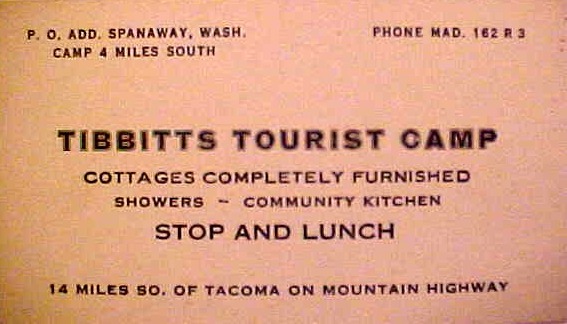 P. O. ADD. SPANAWAY, WASH.
CAMP 4 MILES SOUTH
PHONE MAD. 162 R 3
TIBBITTS TOURIST CAMP
COTTAGES COMPLETELY FURNISHED
SHOWERS ~ COMMUNITY KITCHEN
STOP AND LUNCH
14 MILES SO. OF TACOMA ON MOUNTAIN HIGHWAY